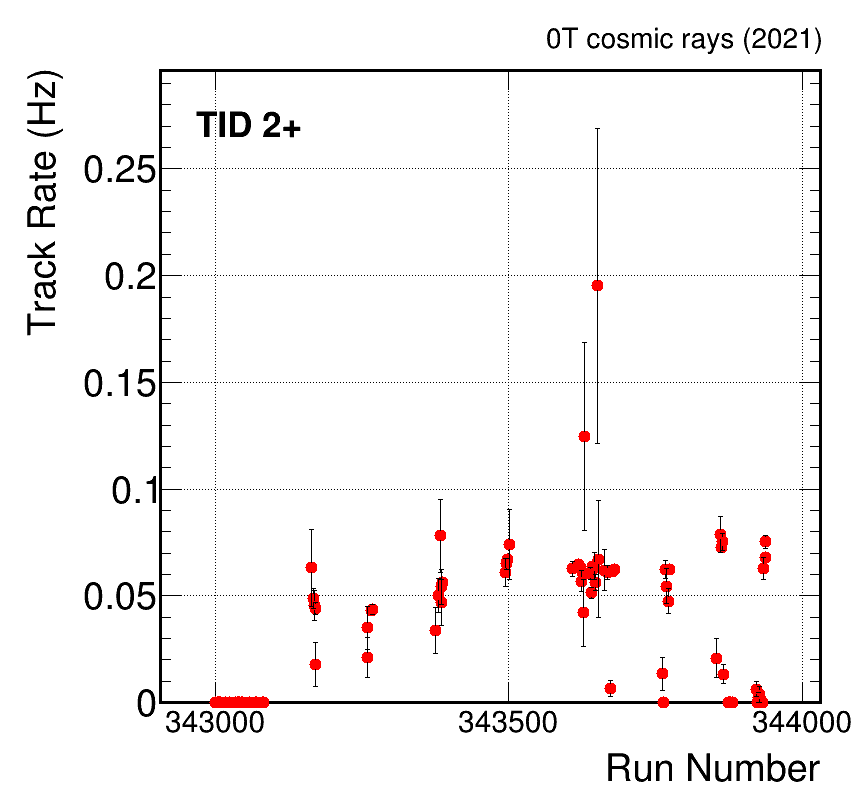 0T cosmic rays (2021)
TID 2+
Track Rate (Hz)
0.25
0.2
0.15
0.1
0.05
0
343000
343500
344000
Run Number